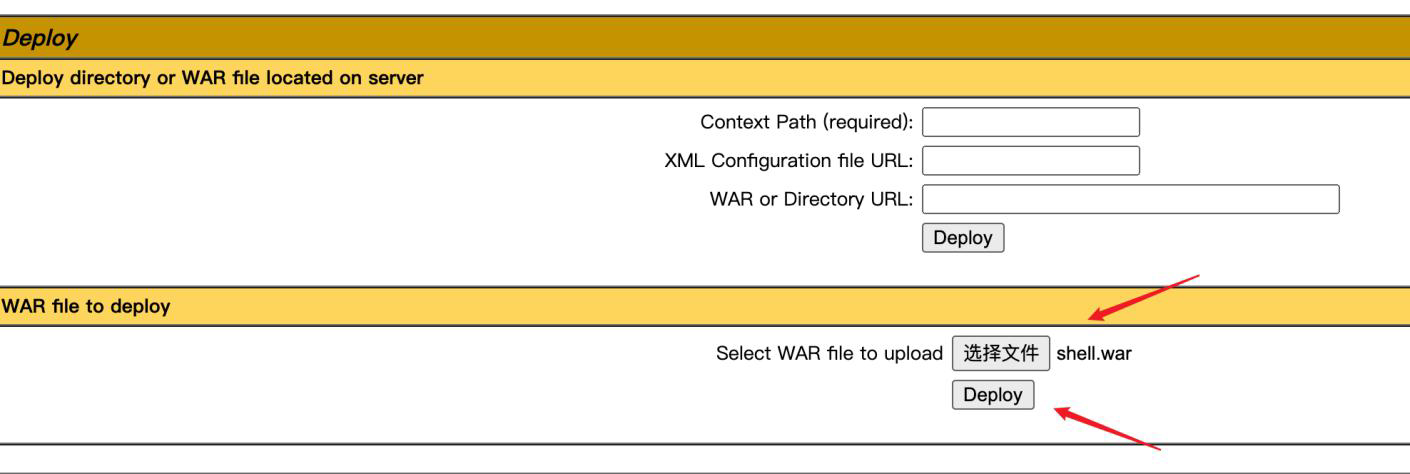 Deploy
Deploy directory or WAR file located on server
Context Path (required):
XML Configuration file URL:
WAR or Directory URL:
Deploy
WAR file to deploy
Select WAR file to upload 选择文件 shell.war
Deploy